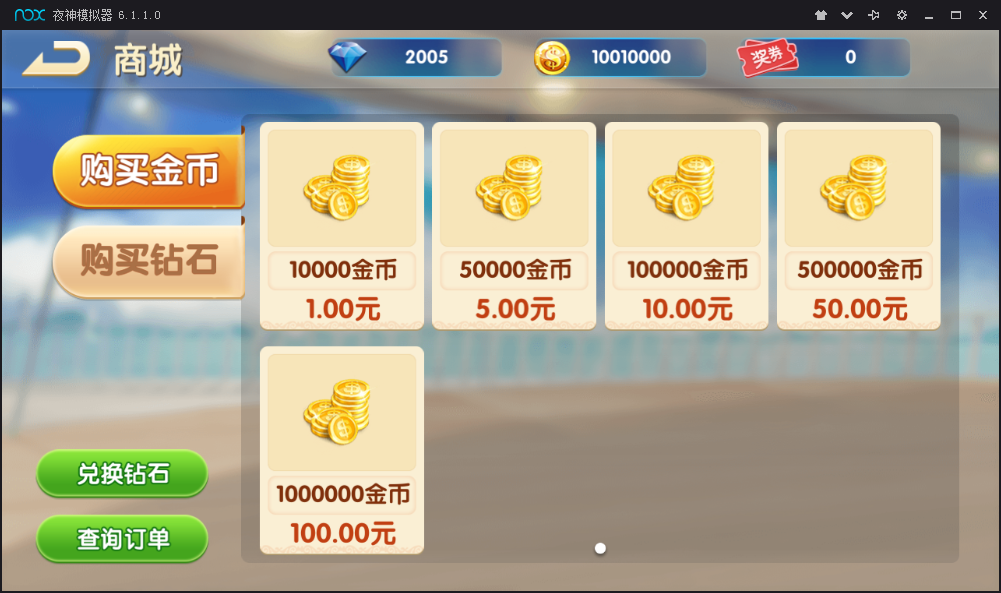 nox 夜神模拟器 6.1.1.0
商城 2005 10010000 奖券 0
购买金币
购买钻石
10000金币 50000金币 100000金币 500000金币
1.00元 5.00元 10.00元 50.00元
1000000金币
100.00元
兑换钻石
查询订单